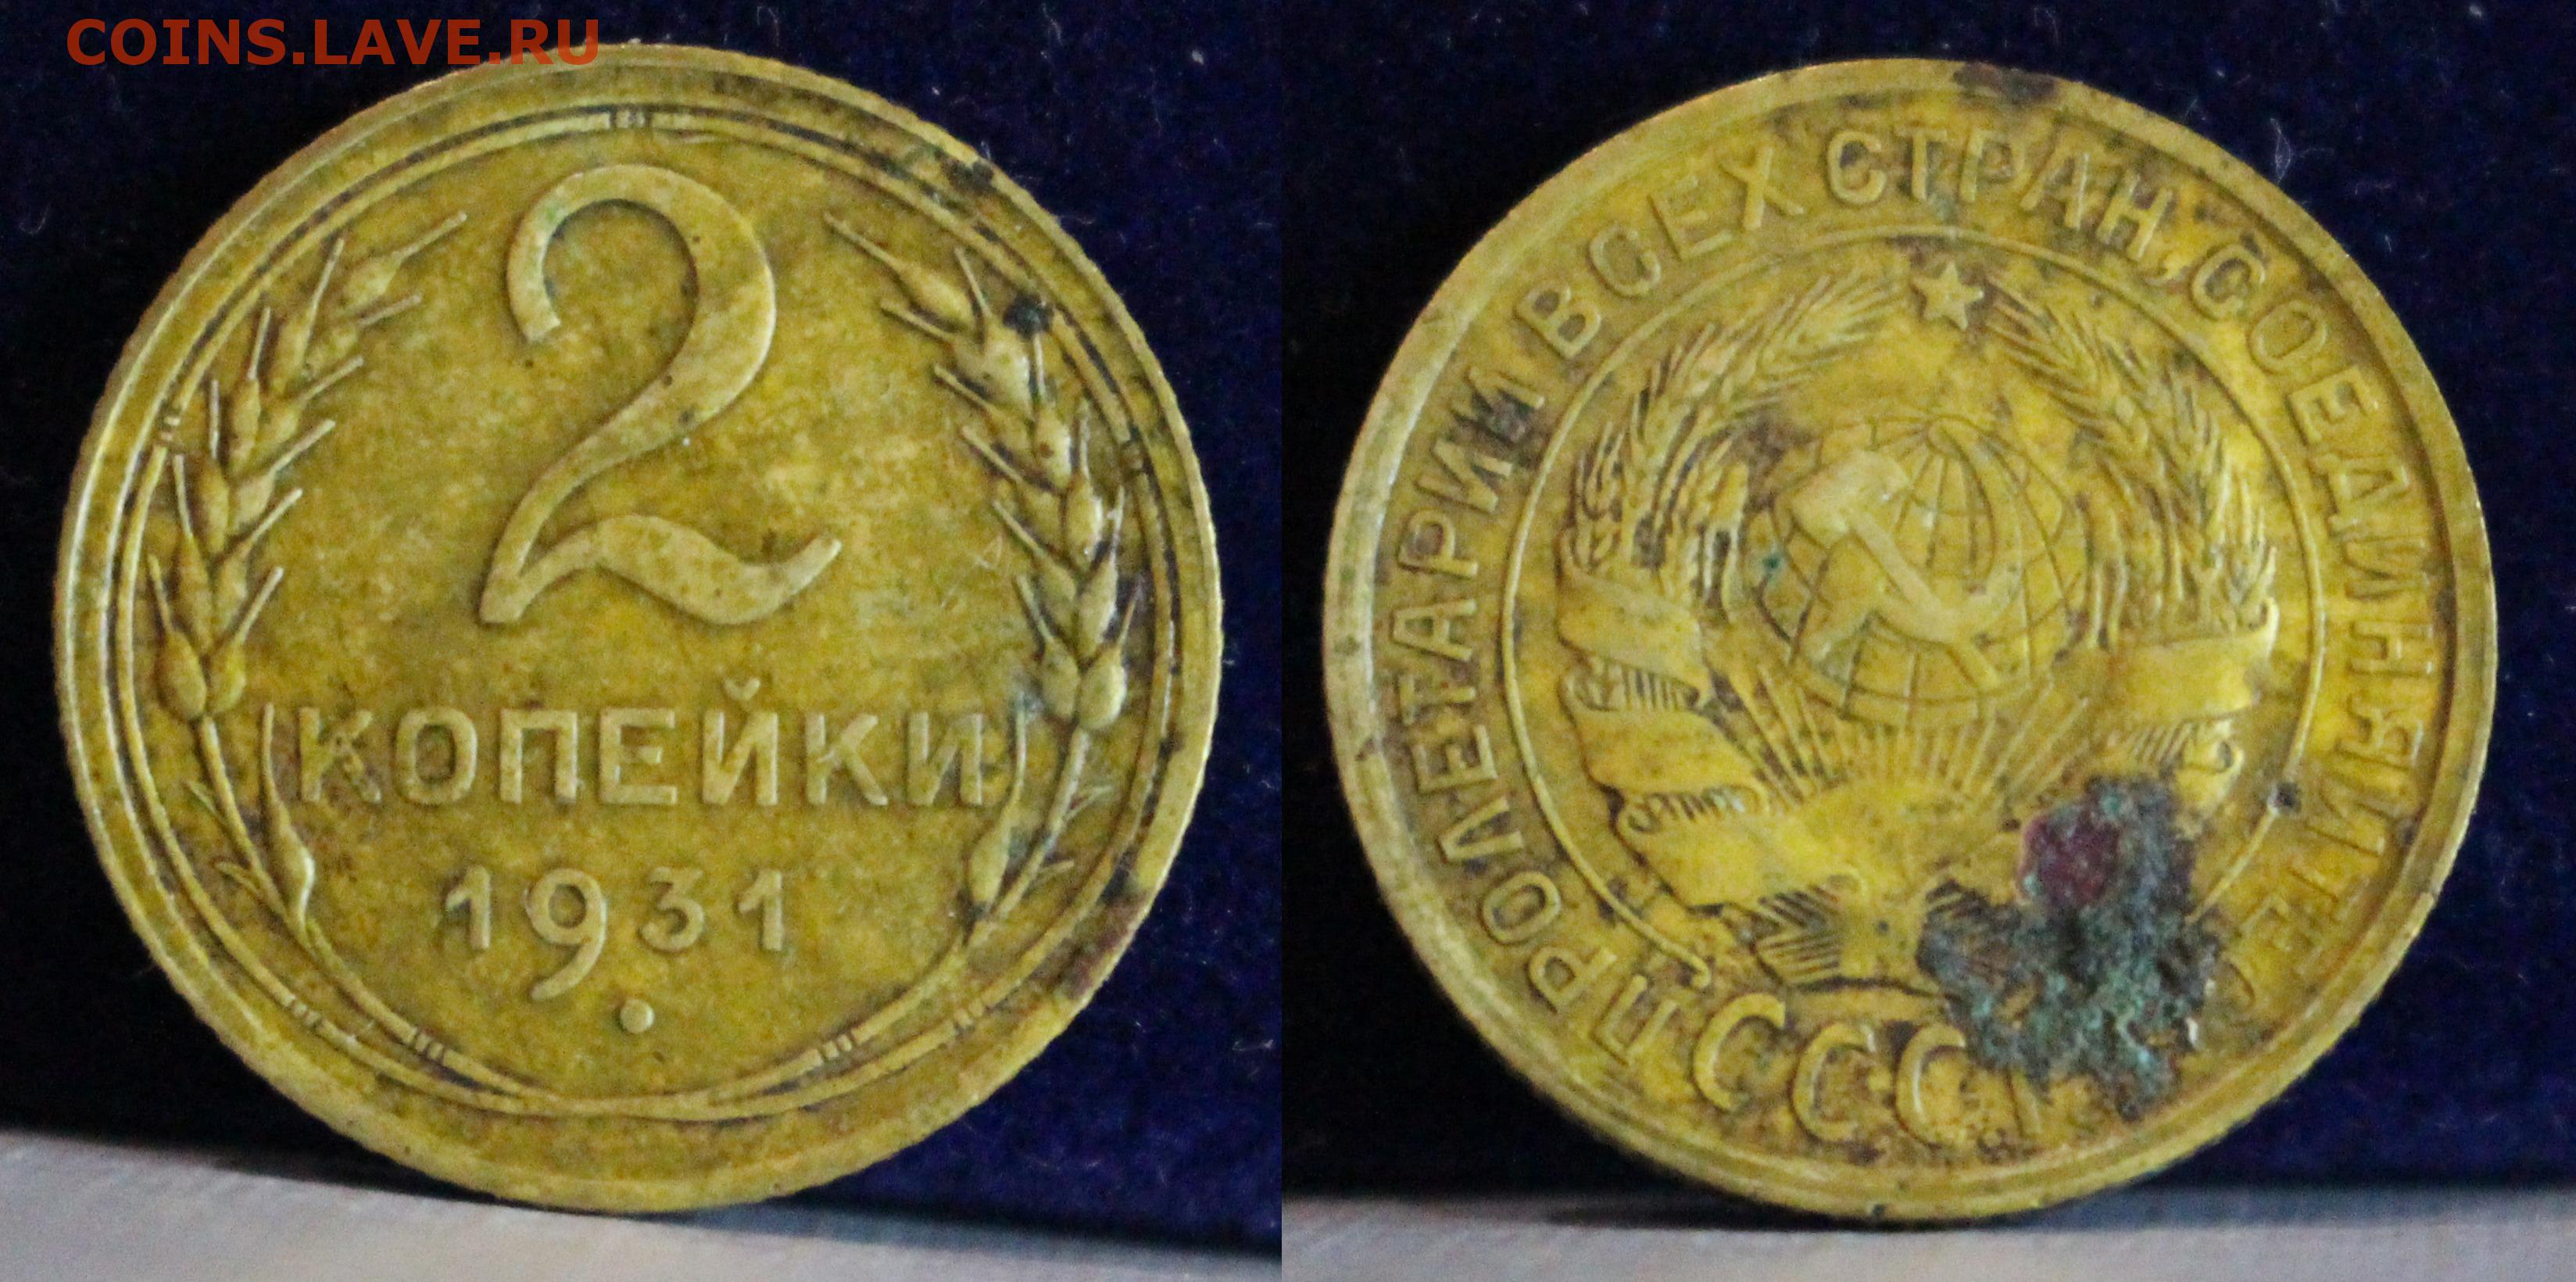 COINS.LAVE.RU
2
КОПЕЙКИ
1931
ПРОЛЕТАРИИ ВСЕХ СТРАН, СОЕДИНЯЙТЕСЬ
СССР